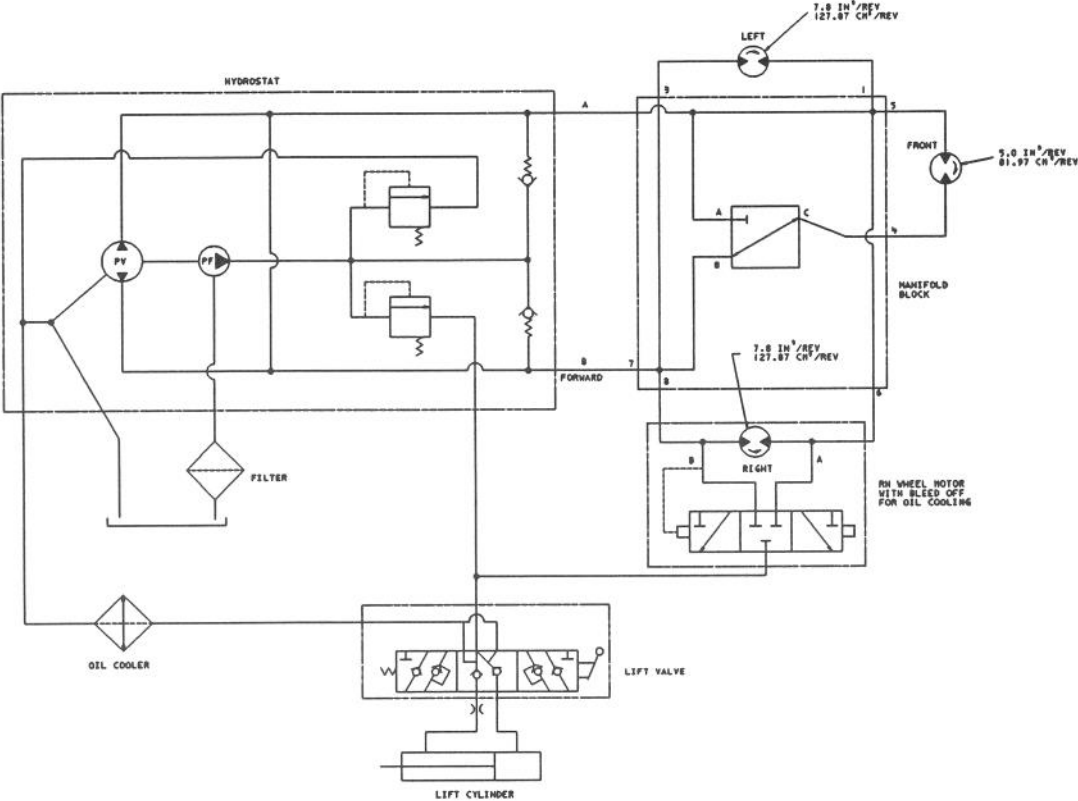 7.8 IN³/REV
127.87 CM³/REV
LEFT
HYDROSTAT
A
9
1
5
FRONT
5.0 IN³/REV
81.97 CM³/REV
A
C
4
B
PV
PF
MANIFOLD
BLOCK
7.8 IN³/REV
127.87 CM³/REV
B
7
FORWARD
8
6
B
A
RIGHT
RH WHEEL MOTOR
WITH BLEED OFF
FOR OIL COOLING
FILTER
OIL COOLER
LIFT VALVE
LIFT CYLINDER